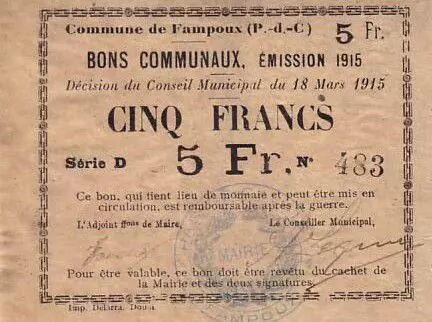 Commune de Fampoux (P.-d.-C) 5 Fr.
BONS COMMUNAUX, ÉMISSION 1915
Décision du Conseil Municipal du 18 Mars 1915
CINQ FRANCS
Série D 5 Fr. N° 483
Ce bon, qui tient lieu de monnaie et peut être mis en
circulation, est remboursable après la guerre.
L'Adjoint ffons de Maire, Le Conseiller Municipal,
MAIRIE
Pour être valable, ce bon doit être revêtu du cachet de
la Mairie et des deux signatures.
Imp. Delarra. Douai